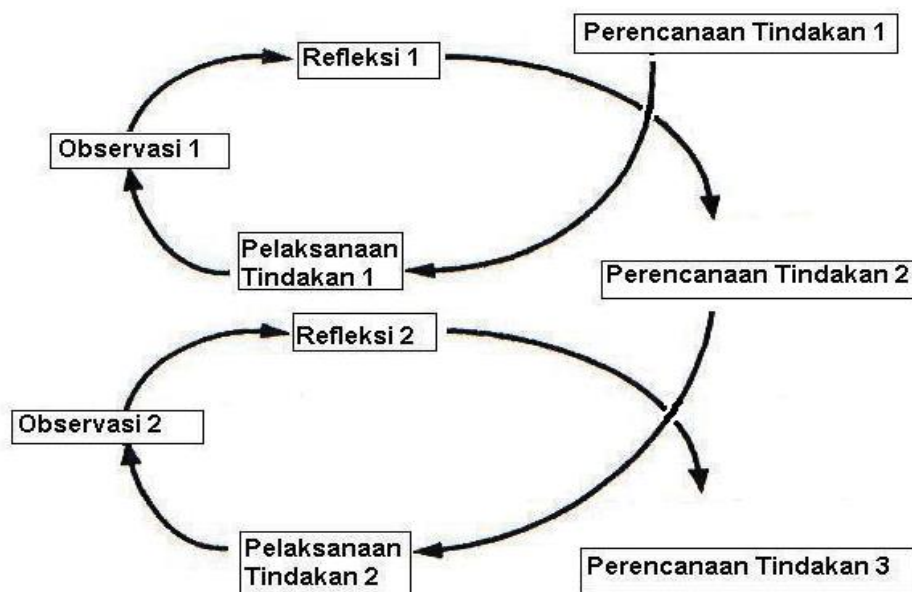 Perencanaan Tindakan 1
Refleksi 1
Observasi 1
Pelaksanaan
Tindakan 1
Perencanaan Tindakan 2
Refleksi 2
Observasi 2
Pelaksanaan
Tindakan 2
Perencanaan Tindakan 3